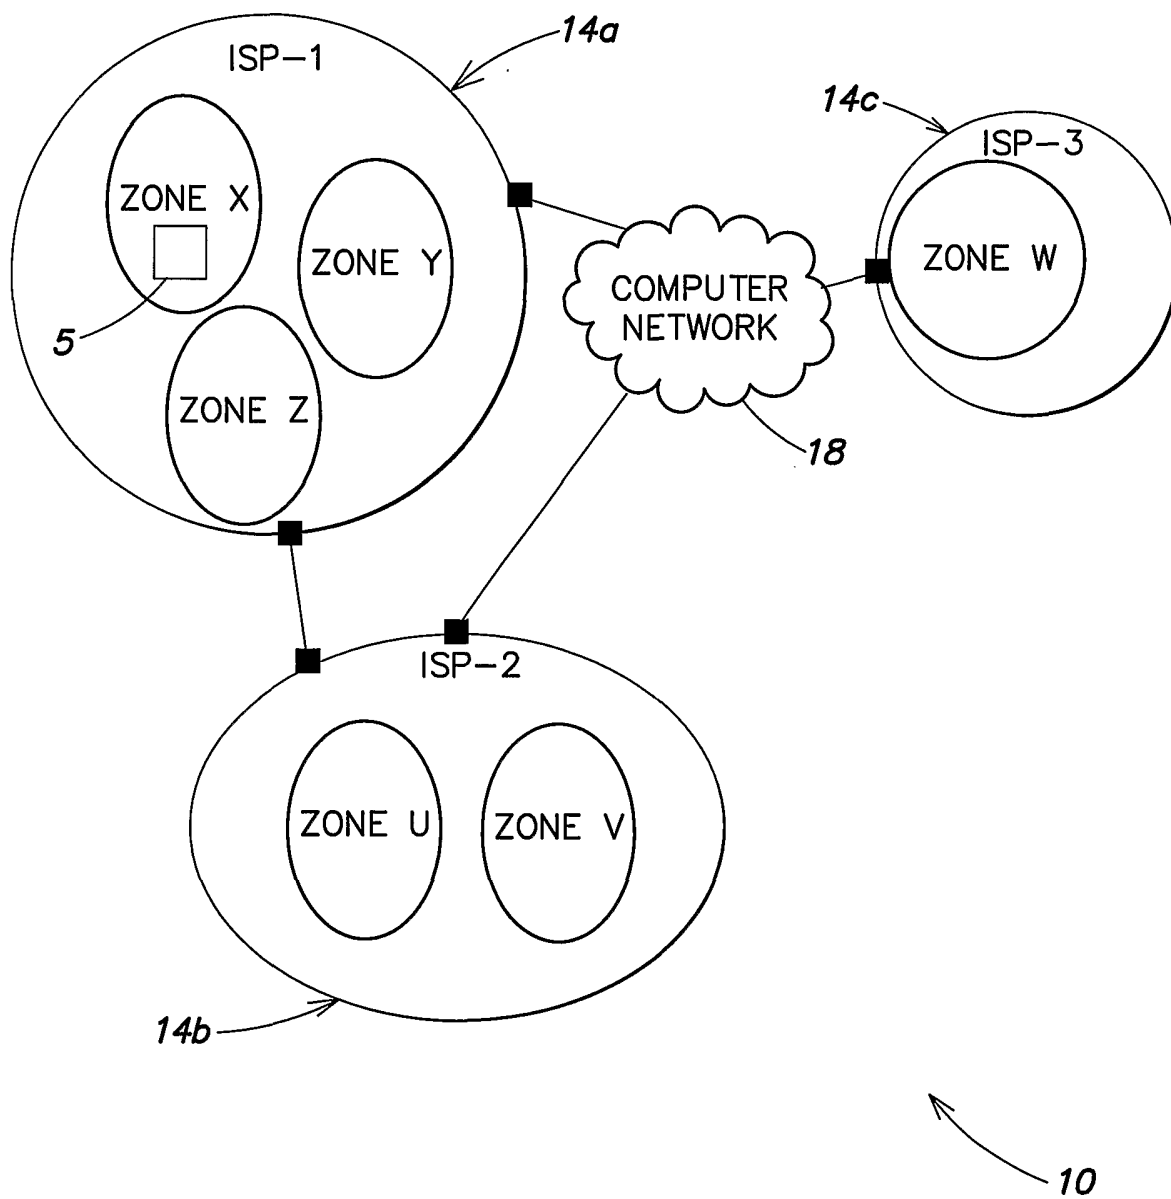 14a
ISP-1
14c
ISP-3
ZONE X
ZONE Y
ZONE W
COMPUTER
NETWORK
5
ZONE Z
18
ISP-2
ZONE U
ZONE V
14b
10